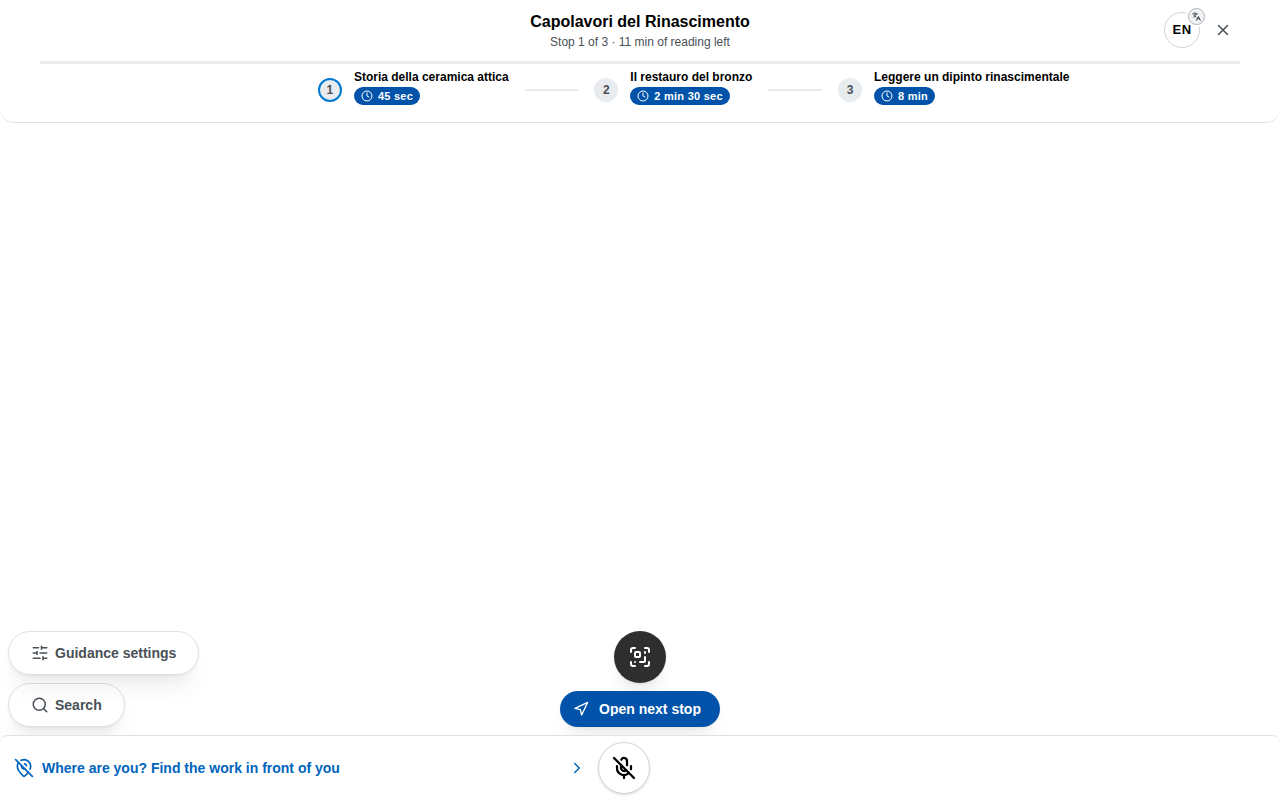 Capolavori del Rinascimento
Stop 1 of 3 · 11 min of reading left
EN
1
Storia della ceramica attica
45 sec
2
Il restauro del bronzo
2 min 30 sec
3
Leggere un dipinto rinascimentale
8 min
Guidance settings
Search
Open next stop
Where are you? Find the work in front of you